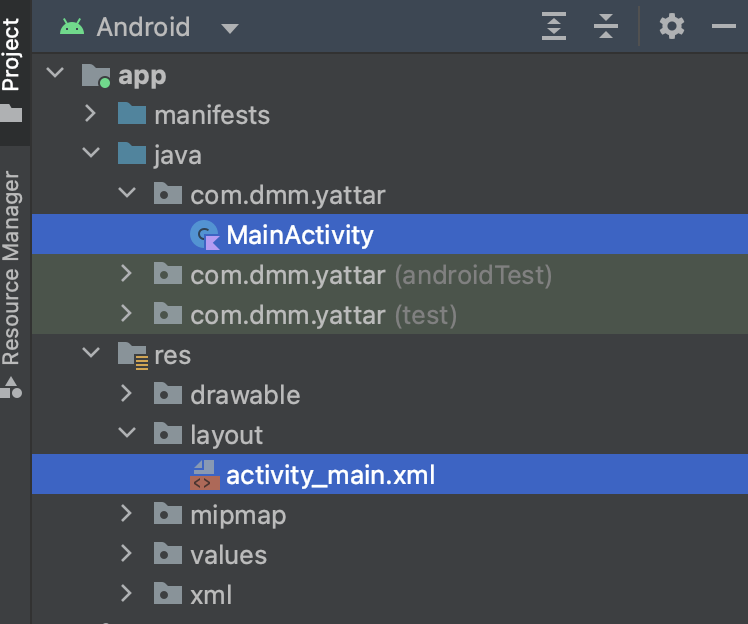 Project
Resource Manager
Android
app
manifests
java
com.dmm.yattar
MainActivity
com.dmm.yattar (androidTest)
com.dmm.yattar (test)
res
drawable
layout
activity_main.xml
mipmap
values
xml